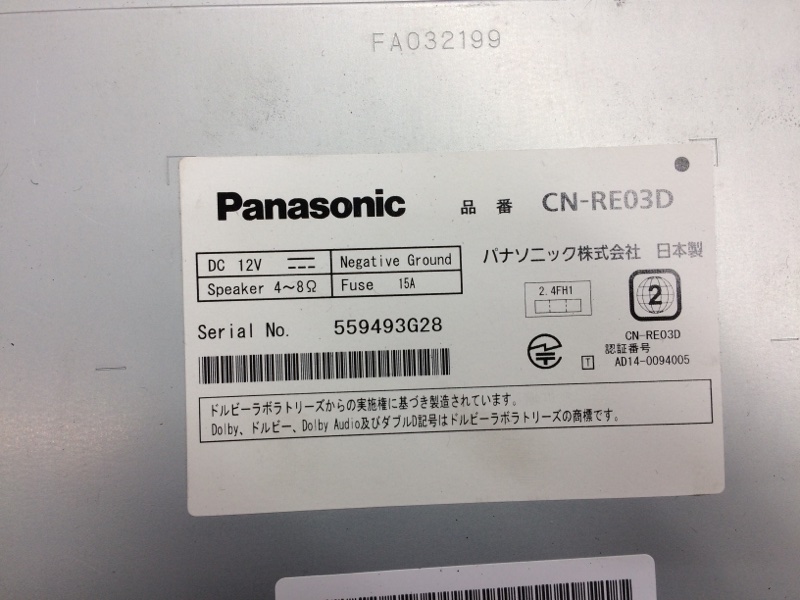 FA032199
Panasonic 品番 CN-RE03D
パナソニック株式会社 日本製
DC 12V Negative Ground
Speaker 4～8Ω Fuse 15A
2.4FH1
2
Serial No. 559493G28
CN-RE03D
認証番号
T AD14-0094005
ドルビーラボラトリーズからの実施権に基づき製造されています。
Dolby、ドルビー、Dolby Audio及びダブルD記号はドルビーラボラトリーズの商標です。